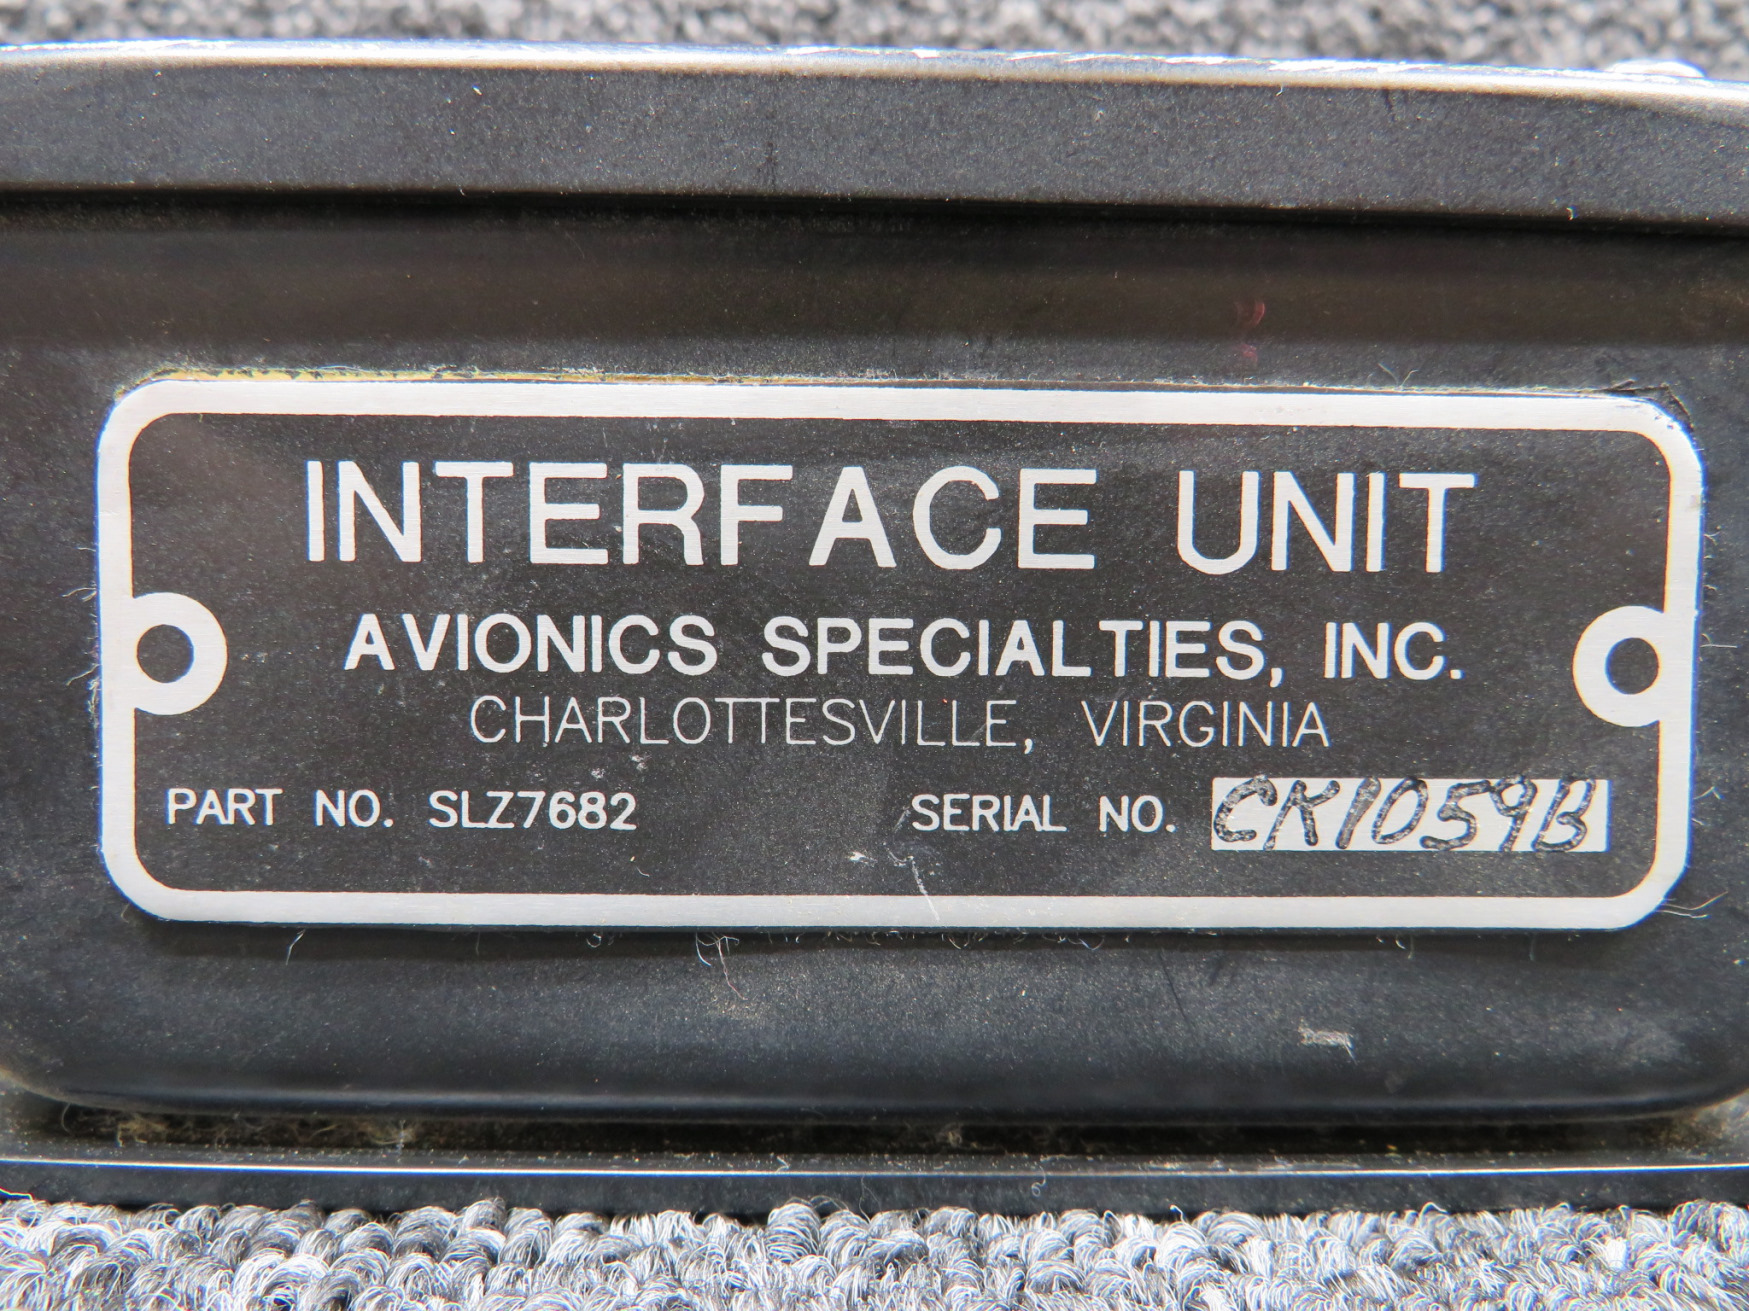 INTERFACE UNIT
AVIONICS SPECIALTIES, INC.
CHARLOTTESVILLE, VIRGINIA
PART NO. SLZ7682 SERIAL NO. CK1059B